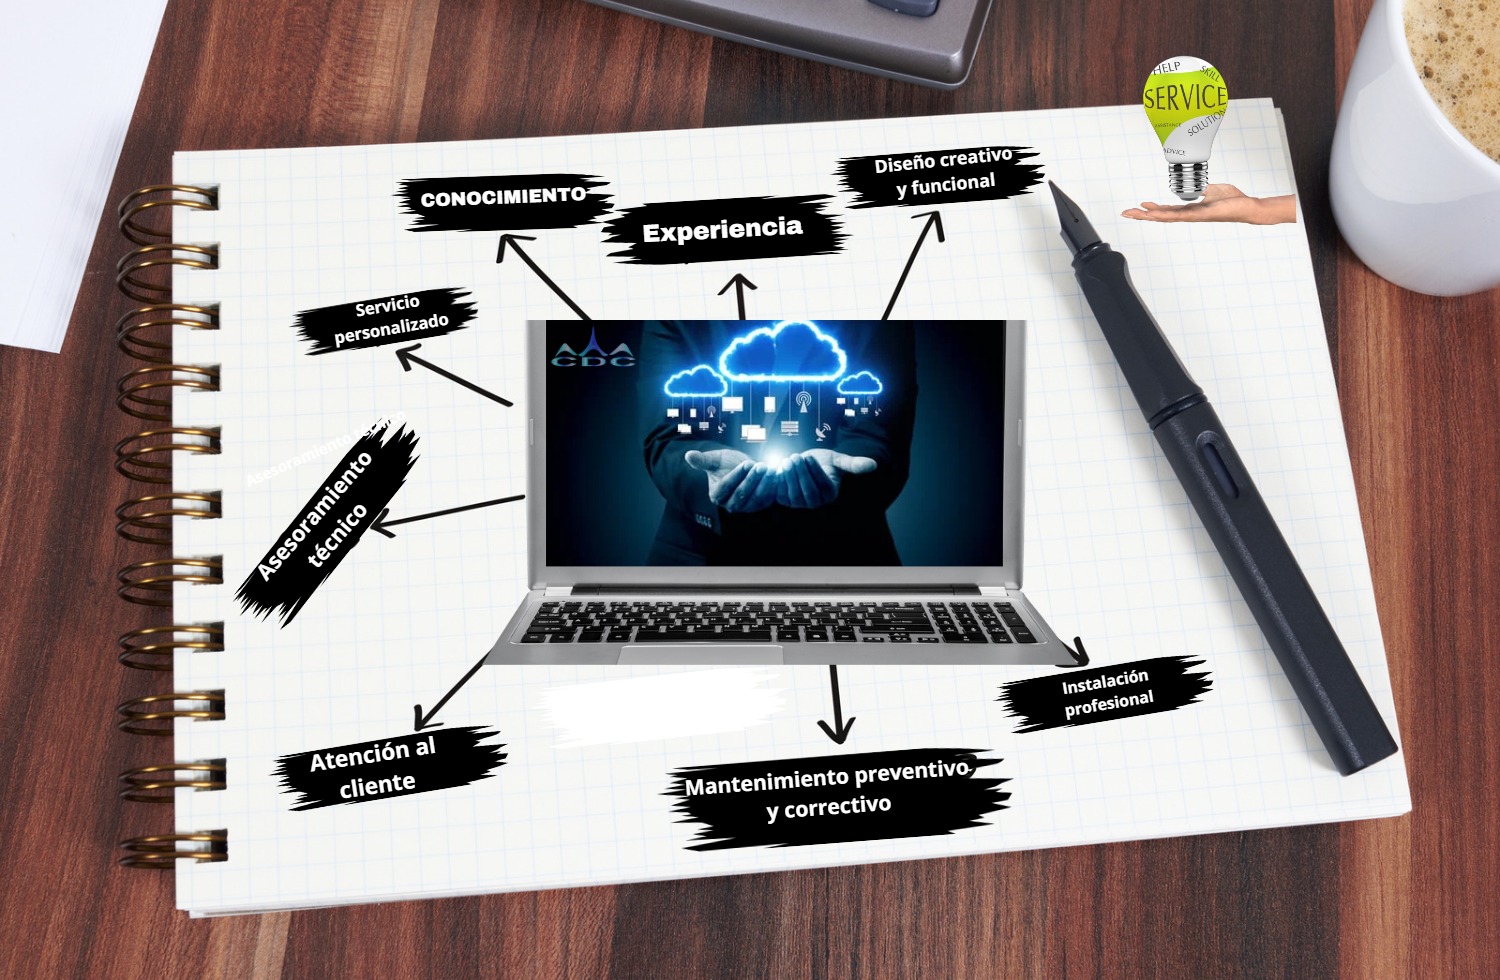 HELP
SKILL
SERVICE
ASSISTANCE
SOLUTION
ADVICE
CONOCIMIENTO
Experiencia
Diseño creativo
y funcional
Servicio
personalizado
CDC
Asesoramiento técnico
Asesoramiento
técnico
Atención al
cliente
Mantenimiento preventivo
y correctivo
Instalación
profesional